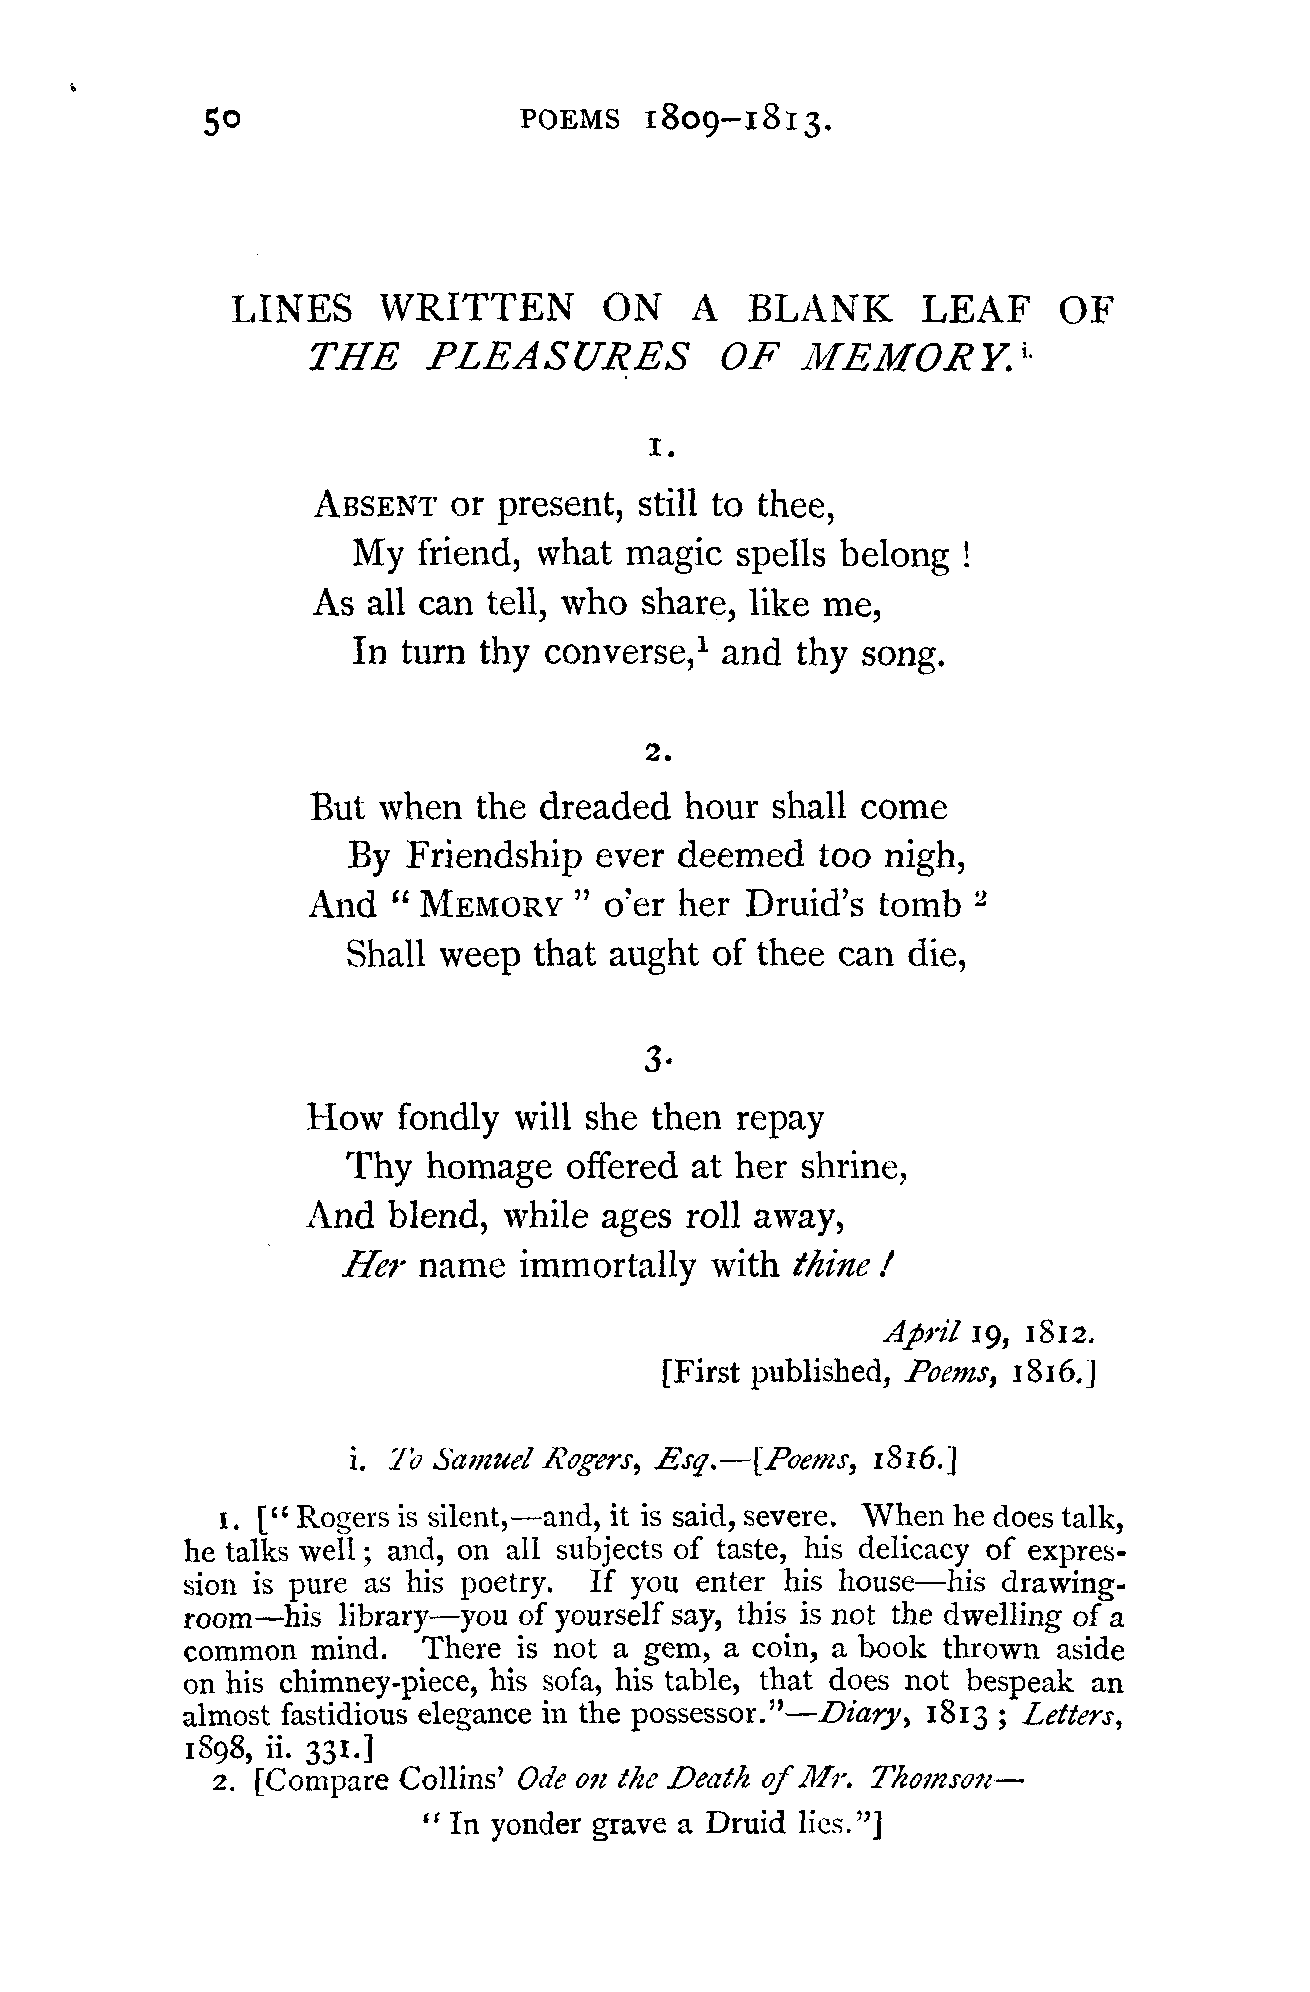 50 POEMS 1809–1813.
LINES WRITTEN ON A BLANK LEAF OF
THE PLEASURES OF MEMORY.i.
1.
ABSENT or present, still to thee,
My friend, what magic spells belong !
As all can tell, who share, like me,
In turn thy converse,1 and thy song.
2.
But when the dreaded hour shall come
By Friendship ever deemed too nigh,
And " MEMORY " o'er her Druid's tomb 2
Shall weep that aught of thee can die,
3.
How fondly will she then repay
Thy homage offered at her shrine,
And blend, while ages roll away,
Her name immortally with thine !
April 19, 1812.
[First published, Poems, 1816.]
i. To Samuel Rogers, Esq.—[Poems, 1816.]
1. ["Rogers is silent,—and, it is said, severe. When he does talk,
he talks well ; and, on all subjects of taste, his delicacy of expres-
sion is pure as his poetry. If you enter his house—his drawing-
room—his library—you of yourself say, this is not the dwelling of a
common mind. There is not a gem, a coin, a book thrown aside
on his chimney-piece, his sofa, his table, that does not bespeak an
almost fastidious elegance in the possessor."—Diary, 1813 ; Letters,
1898, ii. 331.]
2. [Compare Collins' Ode on the Death of Mr. Thomson—
" In yonder grave a Druid lies."]